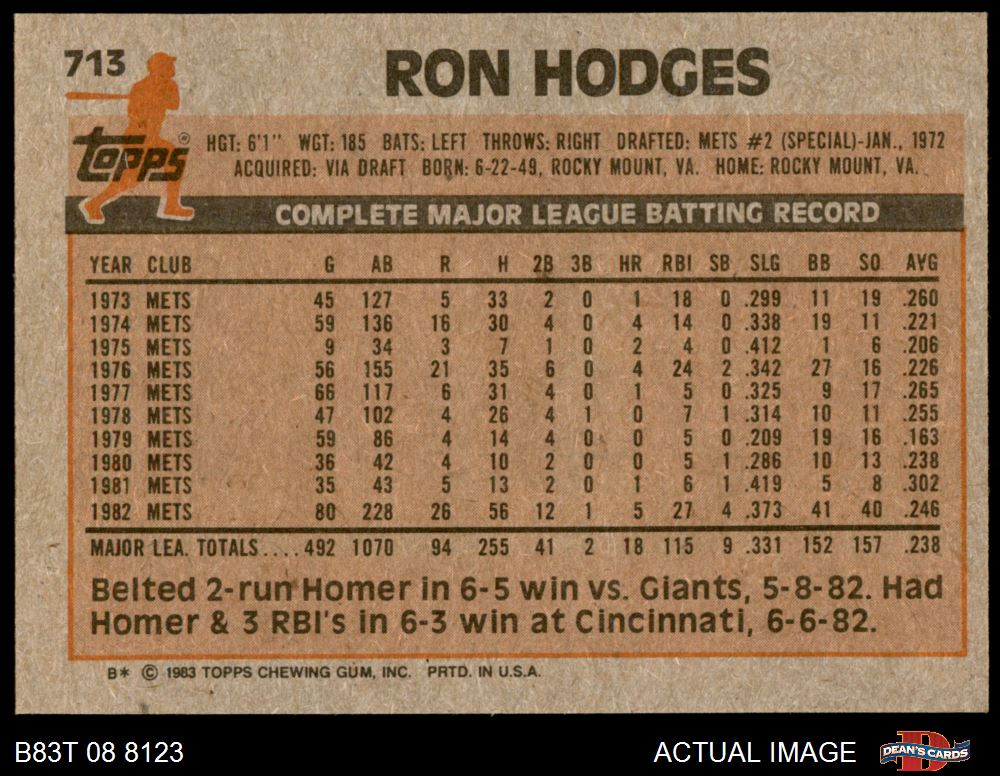 713
RON HODGES
topps®
HGT: 6'1" WGT: 185 BATS: LEFT THROWS: RIGHT DRAFTED: METS #2 (SPECIAL)-JAN., 1972
ACQUIRED: VIA DRAFT BORN: 6-22-49, ROCKY MOUNT, VA. HOME: ROCKY MOUNT, VA.
COMPLETE MAJOR LEAGUE BATTING RECORD
YEAR CLUB G AB R H 2B 3B HR RBI SB SLG BB SO AVG
1973 METS 45 127 5 33 2 0 1 18 0 .299 11 19 .260
1974 METS 59 136 16 30 4 0 4 14 0 .338 19 11 .221
1975 METS 9 34 3 7 1 0 2 4 0 .412 1 6 .206
1976 METS 56 155 21 35 6 0 4 24 2 .342 27 16 .226
1977 METS 66 117 6 31 4 0 1 5 0 .325 9 17 .265
1978 METS 47 102 4 26 4 1 0 7 1 .314 10 11 .255
1979 METS 59 86 4 14 4 0 0 5 0 .209 19 16 .163
1980 METS 36 42 4 10 2 0 0 5 1 .286 10 13 .238
1981 METS 35 43 5 13 2 0 1 6 1 .419 5 8 .302
1982 METS 80 228 26 56 12 1 5 27 4 .373 41 40 .246
MAJOR LEA. TOTALS....492 1070 94 255 41 2 18 115 9 .331 152 157 .238
Belted 2-run Homer in 6-5 win vs. Giants, 5-8-82. Had
Homer & 3 RBI's in 6-3 win at Cincinnati, 6-6-82.
B* © 1983 TOPPS CHEWING GUM, INC. PRTD. IN U.S.A.
B83T 08 8123
ACTUAL IMAGE
DEAN'S CARDS